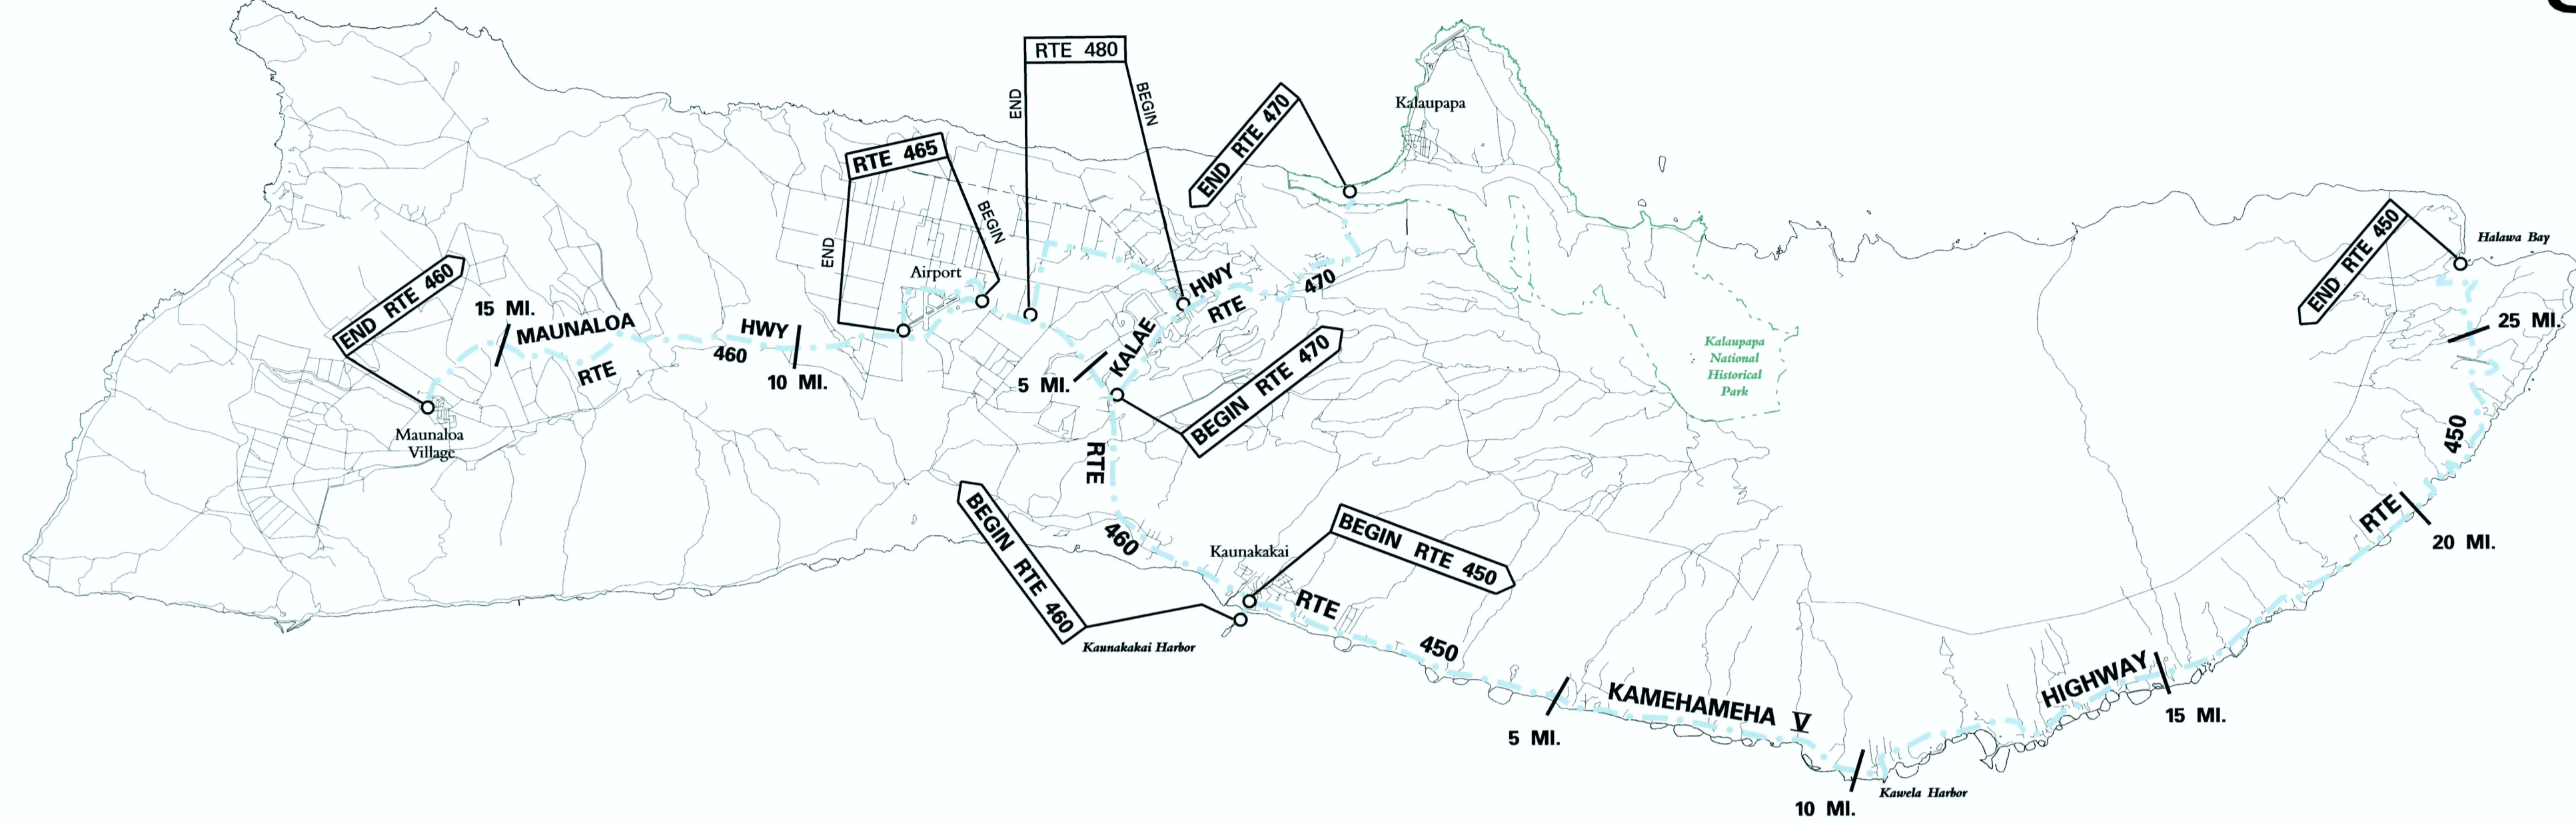 RTE 480
END
BEGIN
END RTE 470
Kalaupapa
RTE 465
END
BEGIN
Airport
END RTE 450
Halawa Bay
END RTE 460
15 MI.
MAUNALOA
HWY
RTE
460
10 MI.
KALAE
HWY
RTE
470
5 MI.
BEGIN RTE 470
25 MI.
Kalaupapa
National
Historical
Park
Maunaloa
Village
RTE
460
450
BEGIN RTE 460
Kaunakakai
BEGIN RTE 450
RTE
20 MI.
Kaunakakai Harbor
RTE
450
5 MI.
KAMEHAMEHA V
HIGHWAY
15 MI.
Kawela Harbor
10 MI.